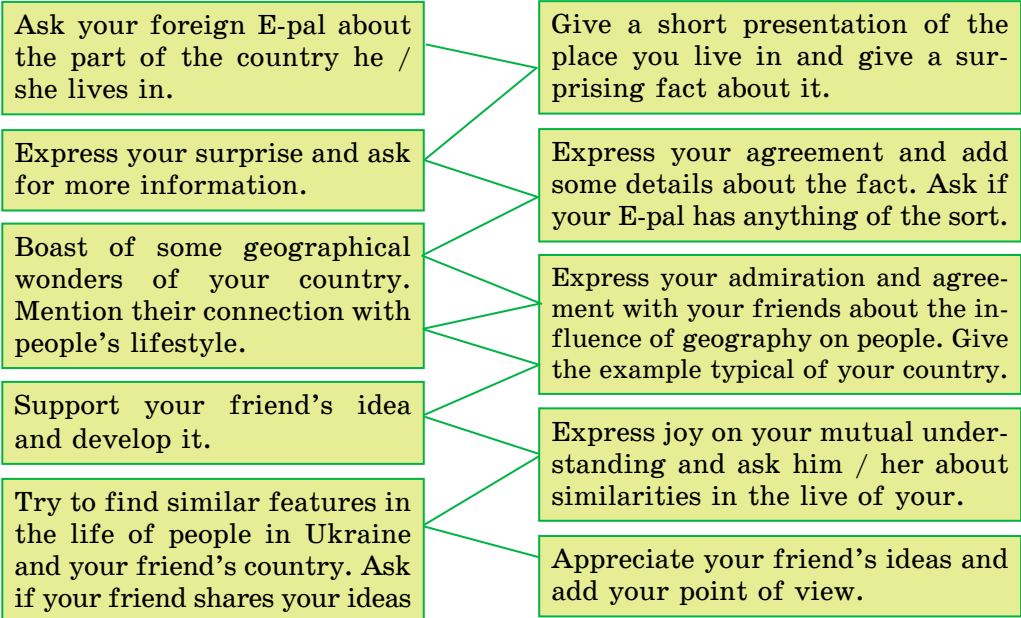 Ask your foreign E-pal about
the part of the country he /
she lives in.
Give a short presentation of the
place you live in and give a sur-
prising fact about it.
Express your surprise and ask
for more information.
Express your agreement and add
some details about the fact. Ask if
your E-pal has anything of the sort.
Boast of some geographical
wonders of your country.
Mention their connection with
people's lifestyle.
Express your admiration and agree-
ment with your friends about the in-
fluence of geography on people. Give
the example typical of your country.
Support your friend's idea
and develop it.
Express joy on your mutual under-
standing and ask him / her about
similarities in the live of your.
Try to find similar features in
the life of people in Ukraine
and your friend's country. Ask
if your friend shares your ideas
Appreciate your friend's ideas and
add your point of view.